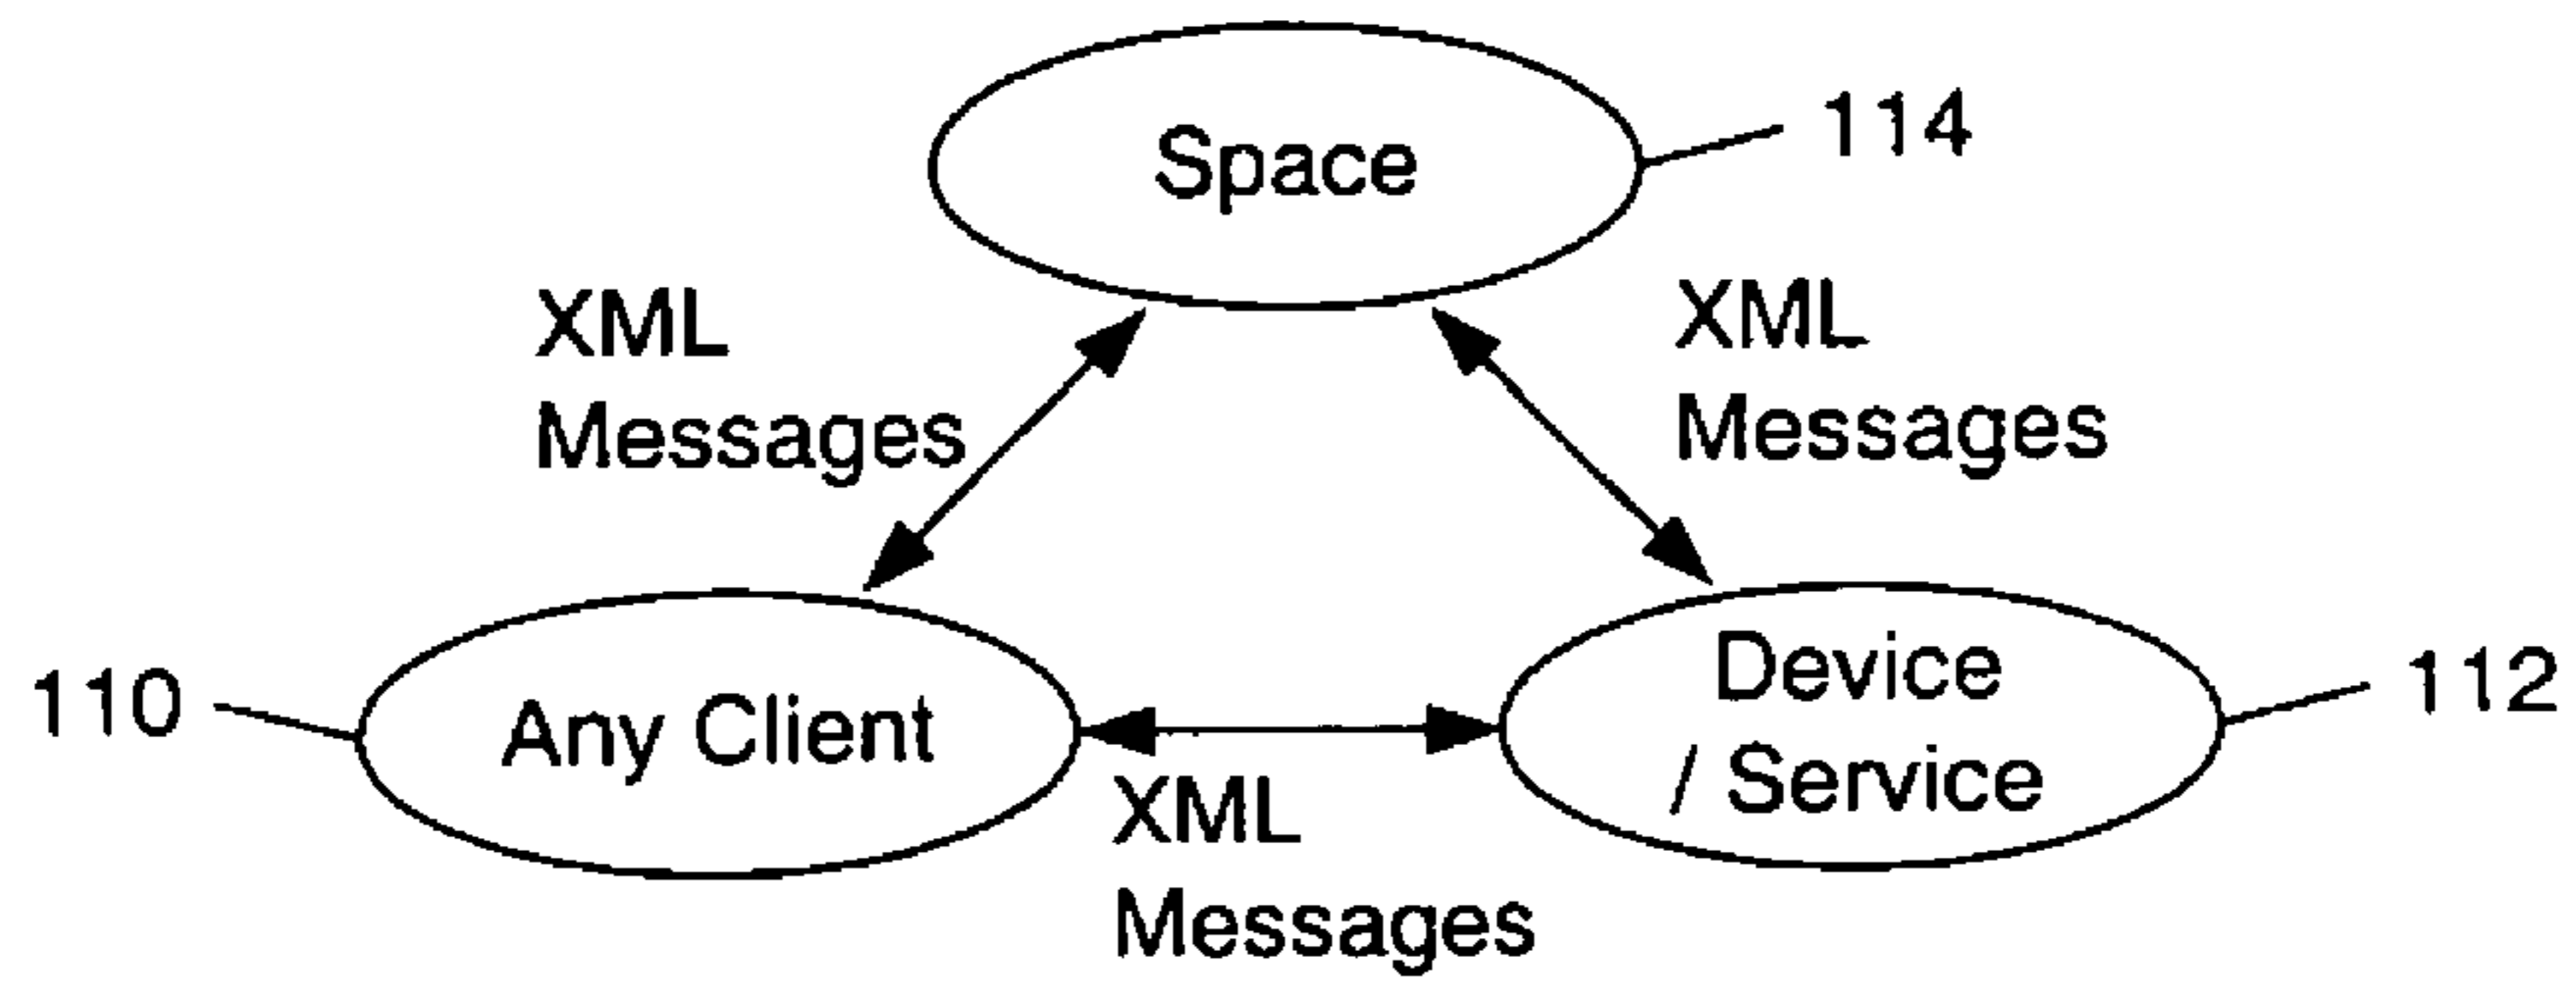 Space
114
XML
Messages
XML
Messages
110
Any Client
Device
/ Service
112
XML
Messages